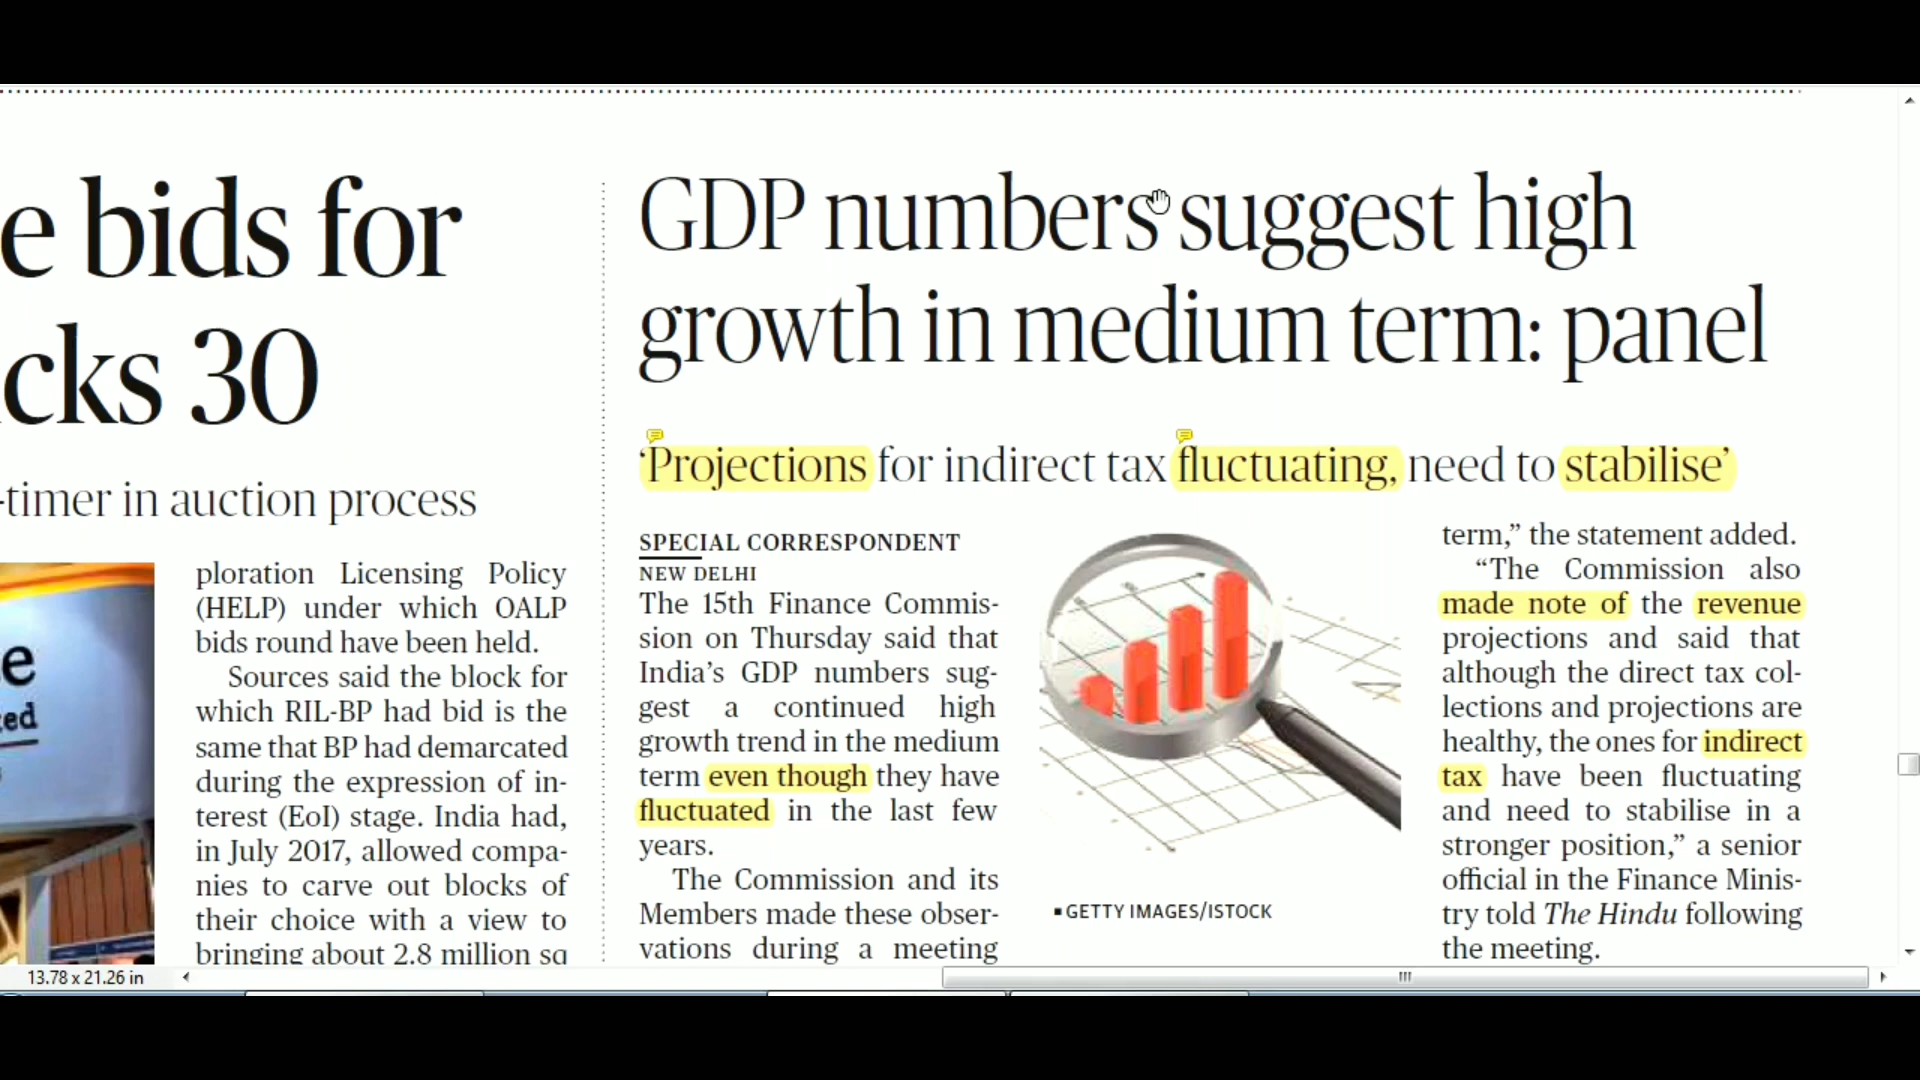 e bids for
cks 30
-timer in auction process
e
ed
ploration Licensing Policy
(HELP) under which OALP
bids round have been held.
Sources said the block for
which RIL-BP had bid is the
same that BP had demarcated
during the expression of in-
terest (EoI) stage. India had,
in July 2017, allowed compa-
nies to carve out blocks of
their choice with a view to
bringing about 2.8 million sq
GDP numbers suggest high
growth in medium term: panel
‘Projections for indirect tax fluctuating, need to stabilise’
SPECIAL CORRESPONDENT
NEW DELHI
The 15th Finance Commis-
sion on Thursday said that
India’s GDP numbers sug-
gest a continued high
growth trend in the medium
term even though they have
fluctuated in the last few
years.
The Commission and its
Members made these obser-
vations during a meeting
▪ GETTY IMAGES/ISTOCK
term,” the statement added.
“The Commission also
made note of the revenue
projections and said that
although the direct tax col-
lections and projections are
healthy, the ones for indirect
tax have been fluctuating
and need to stabilise in a
stronger position,” a senior
official in the Finance Minis-
try told The Hindu following
the meeting.
13.78 x 21.26 in